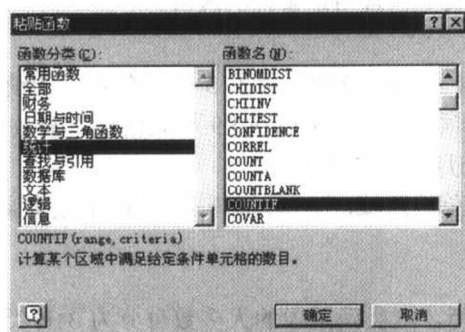 粘贴函数
函数分类(C):
常用函数
全部
财务
日期与时间
数学与三角函数
统计
查找与引用
数据库
文本
逻辑
信息
函数名(N):
BINOMDIST
CHIDIST
CHIINV
CHITEST
CONFIDENCE
CORREL
COUNT
COUNTA
COUNTBLANK
COUNTIF
COVAR
COUNTIF(range,criteria)
计算某个区域中满足给定条件单元格的数目。
确定
取消